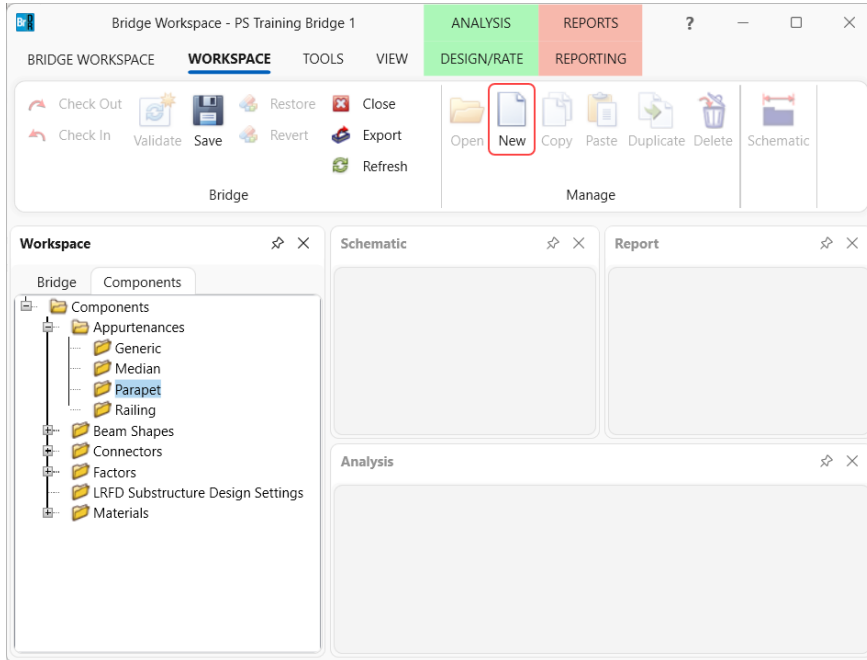 Br DR Bridge Workspace - PS Training Bridge 1 ANALYSIS REPORTS ?
BRIDGE WORKSPACE WORKSPACE TOOLS VIEW DESIGN/RATE REPORTING
Check Out Restore Close
Check In Revert Export
Refresh
Validate Save Open New Copy Paste Duplicate Delete Schematic
Bridge Manage
Workspace Schematic Report
Bridge Components
Components
Appurtenances
Generic
Median
Parapet
Railing
Beam Shapes
Connectors
Analysis
Factors
LRFD Substructure Design Settings
Materials